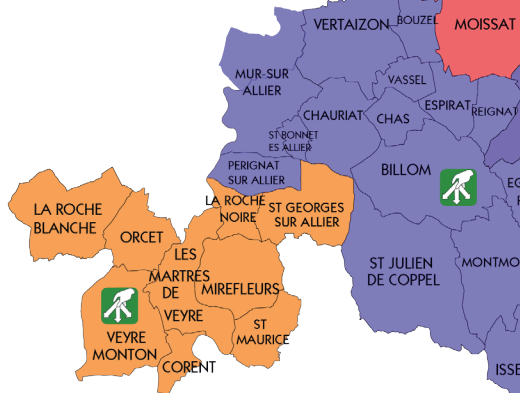 VERTAIZON
BOUZEL
MOISSAT
MUR-SUR
ALLIER
VASSEL
CHAURIAT
CHAS
ESPIRAT
REIGNAT
ST BONNET
ES ALLIER
PERIGNAT
SUR ALLIER
BILLOM
EG
LA ROCHE
NOIRE
ST GEORGES
SUR ALLIER
LA ROCHE
BLANCHE
ORCET
LES
MARTRES
DE
VEYRE
MIREFLEURS
ST JULIEN
DE COPPEL
MONTMO
VEYRE
MONTON
ST
MAURICE
CORENT
ISSE